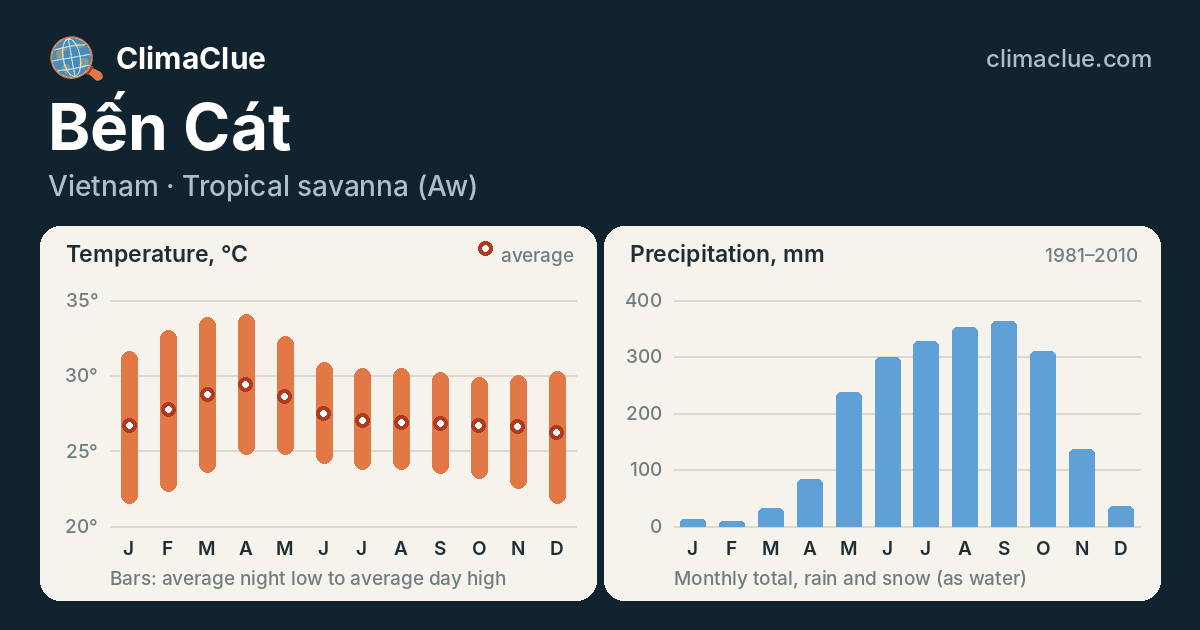 ClimaClue
climaclue.com
Bến Cát
Vietnam · Tropical savanna (Aw)
Temperature, °C
average
35°
30°
25°
20°
J F M A M J J A S O N D
Bars: average night low to average day high
Precipitation, mm
1981–2010
400
300
200
100
0
J F M A M J J A S O N D
Monthly total, rain and snow (as water)